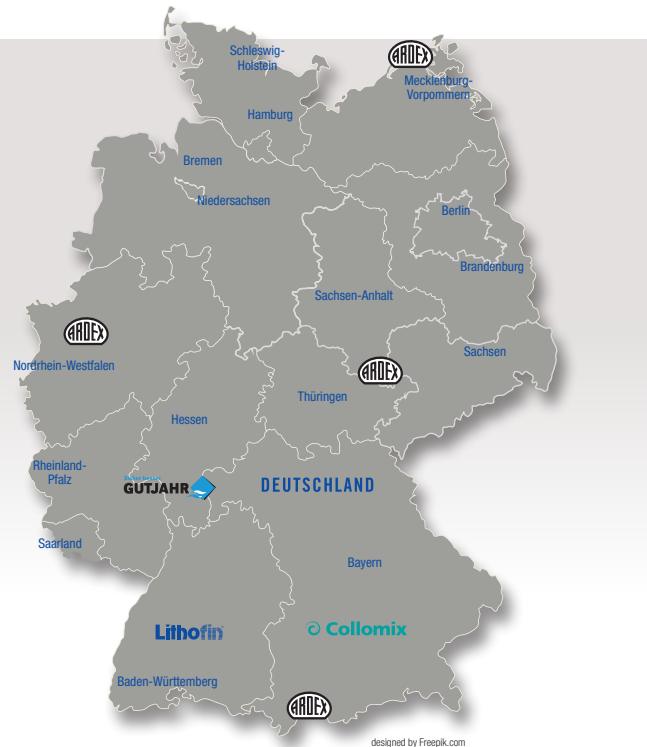 Schleswig-
Holstein
ARDEX
Mecklenburg-
Vorpommern
Hamburg
Bremen
Niedersachsen
Berlin
Brandenburg
Sachsen-Anhalt
ARDEX
Nordrhein-Westfalen
Sachsen
ARDEX
Thüringen
Hessen
Rheinland-
Pfalz
GUTJAHR
DEUTSCHLAND
Saarland
Bayern
Lithofin
Collomix
Baden-Württemberg
ARDEX
designed by Freepik.com